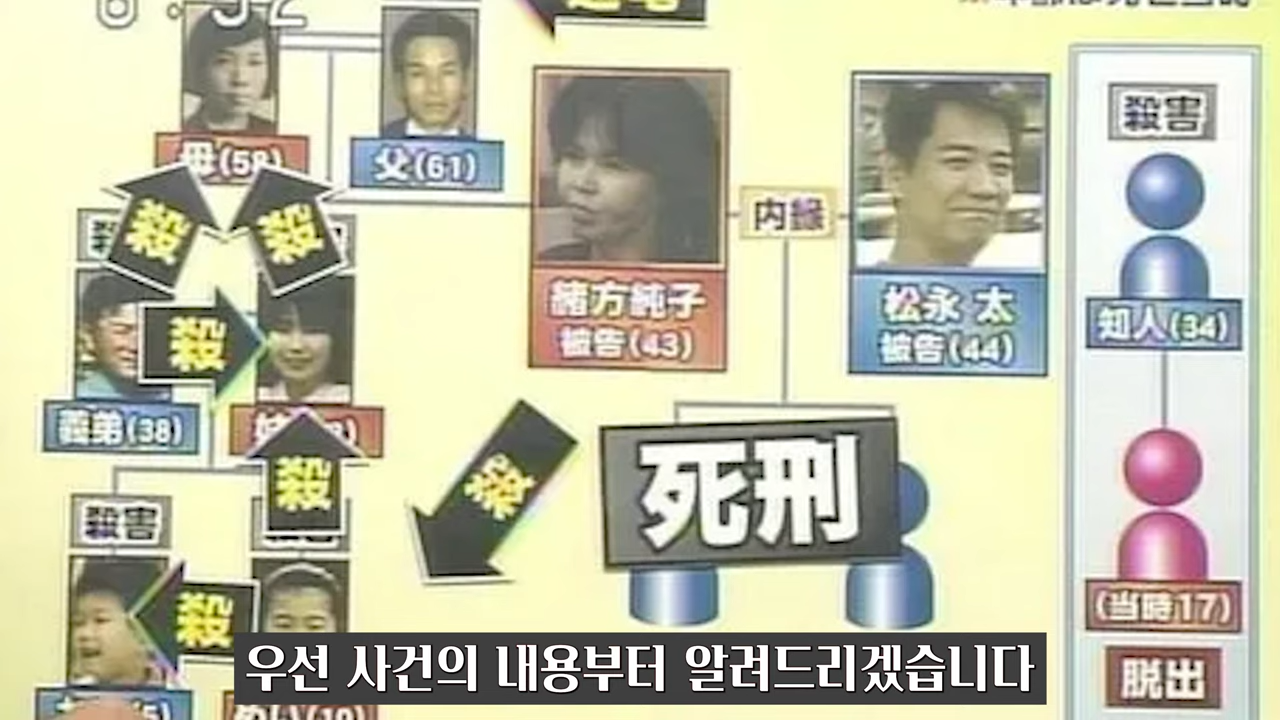 6:52
母(58)
父(61)
内縁
緒方純子
被告(43)
松永 太
被告(44)
殺害
知人(34)
殺
殺
殺
義弟(38)
殺
殺
死刑
殺害
殺
(当時17)
脱出
우선 사건의 내용부터 알려드리겠습니다